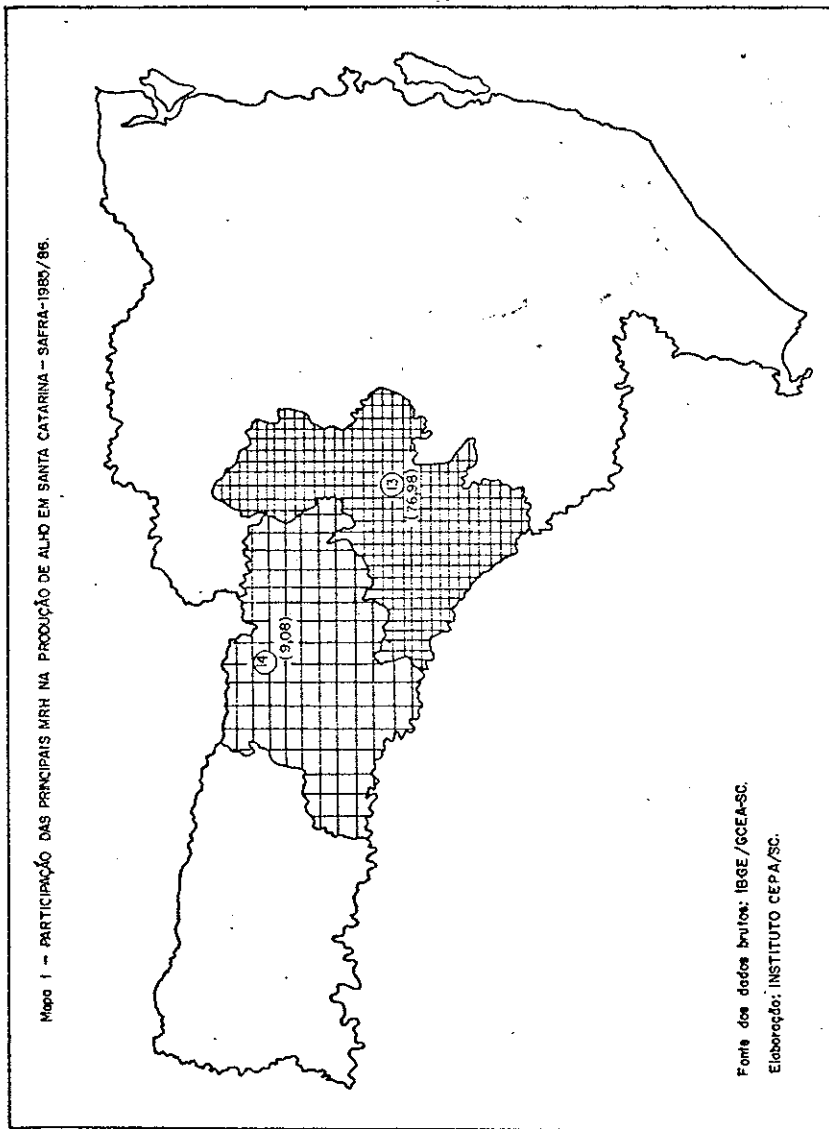 Mapa 1 - PARTICIPAÇÃO DAS PRINCIPAIS MRH NA PRODUÇÃO DE ALHO EM SANTA CATARINA - SAFRA-1985/86.
14
(9,08)
13
(76,98)
Fonte dos dados brutos: IBGE/GCEA-SC.
Elaboração: INSTITUTO CEPA/SC.